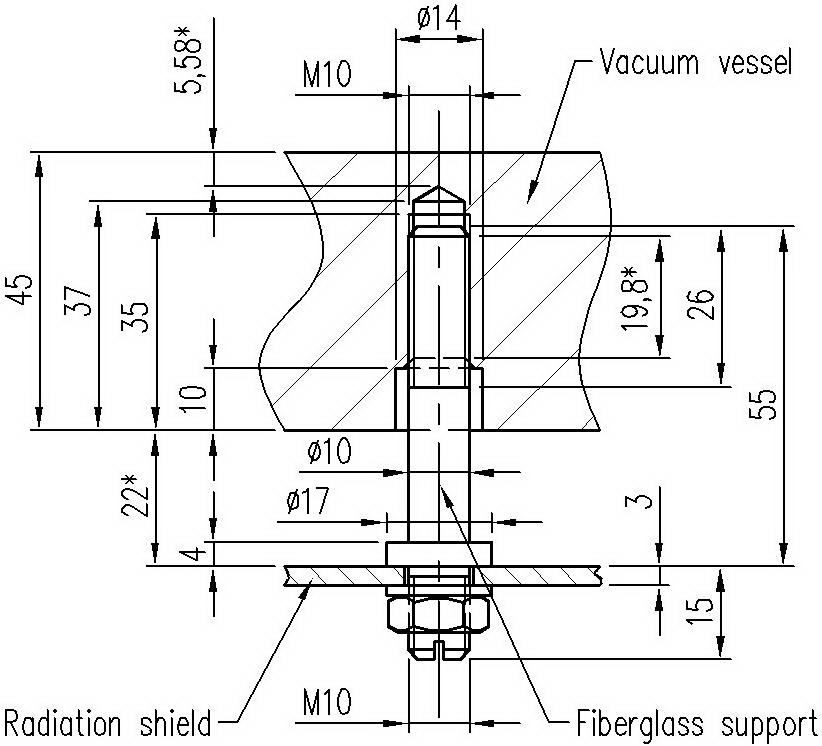 ø14
5,58*
M10
Vacuum vessel
45
37
35
19,8*
26
10
55
ø10
22*
ø17
3
4
15
M10
Radiation shield
Fiberglass support